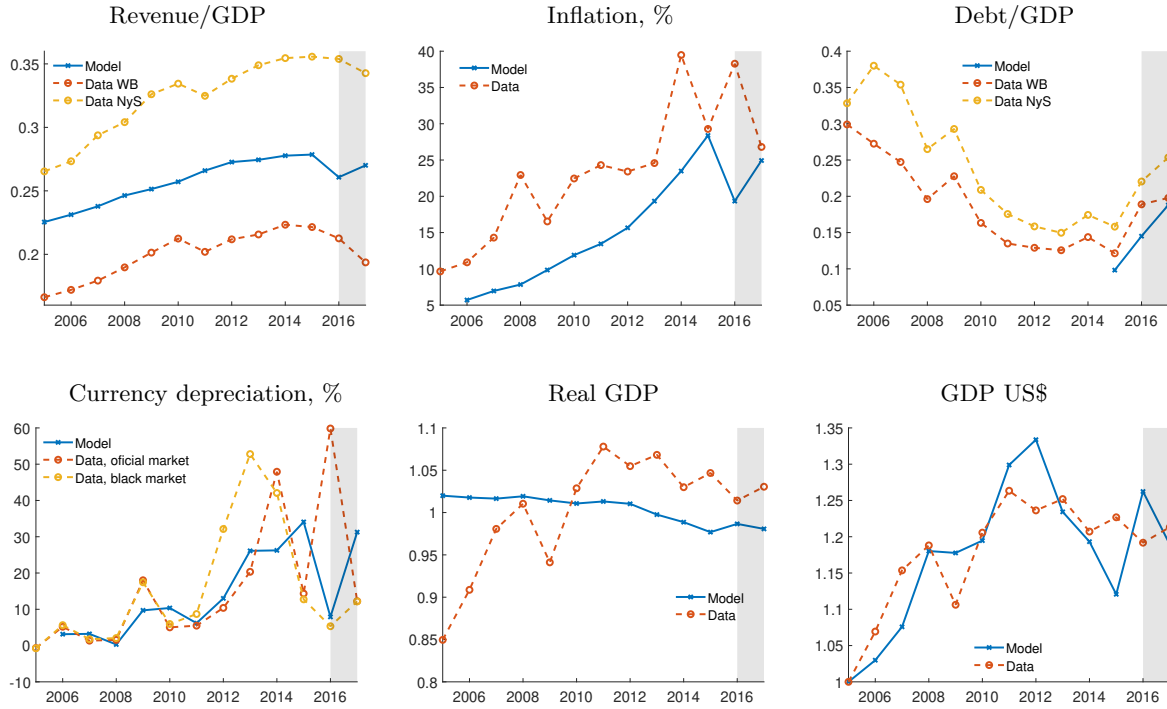 Revenue/GDP
0.35
0.3
0.25
0.2
Model
Data WB
Data NyS
2006 2008 2010 2012 2014 2016
Inflation, %
40
35
30
25
20
15
10
5
Model
Data
2006 2008 2010 2012 2014 2016
Debt/GDP
0.4
0.35
0.3
0.25
0.2
0.15
0.1
0.05
Model
Data WB
Data NyS
2006 2008 2010 2012 2014 2016
Currency depreciation, %
60
50
40
30
20
10
0
-10
Model
Data, oficial market
Data, black market
2006 2008 2010 2012 2014 2016
Real GDP
1.1
1.05
1
0.95
0.9
0.85
0.8
Model
Data
2006 2008 2010 2012 2014 2016
GDP US$
1.35
1.3
1.25
1.2
1.15
1.1
1.05
1
Model
Data
2006 2008 2010 2012 2014 2016